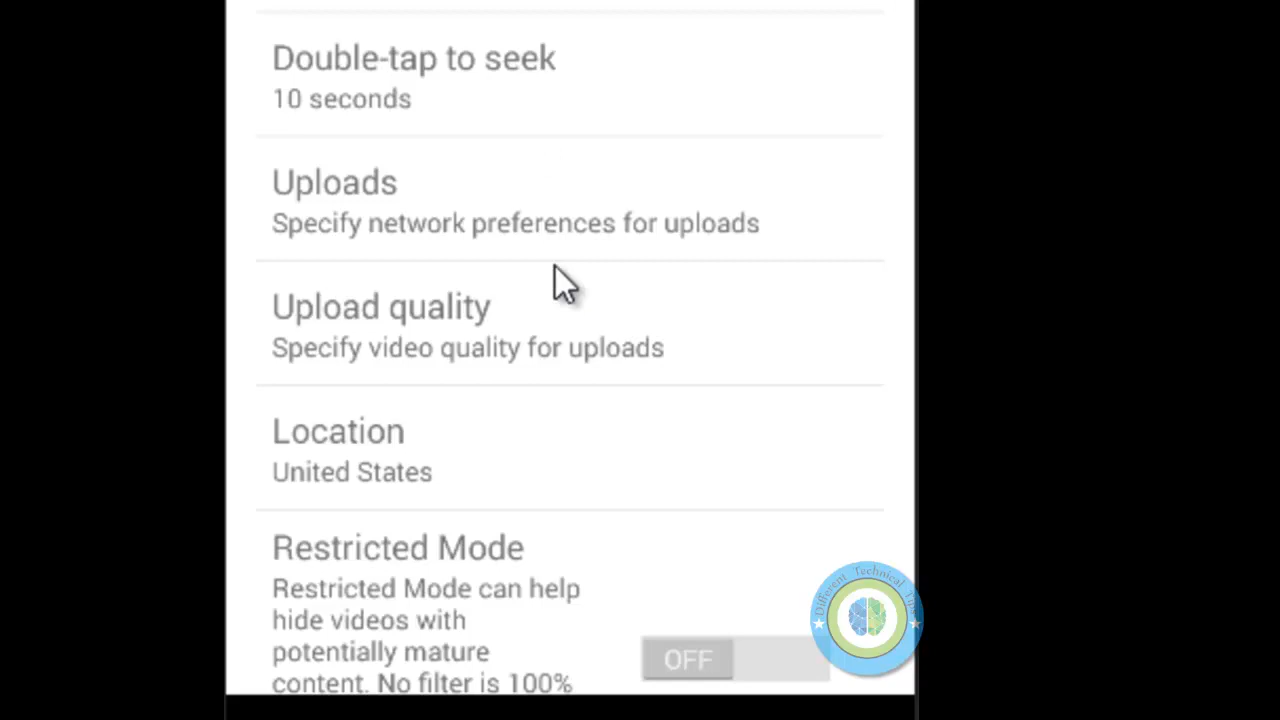 Double-tap to seek
10 seconds
Uploads
Specify network preferences for uploads
Upload quality
Specify video quality for uploads
Location
United States
Restricted Mode
Restricted Mode can help
hide videos with
potentially mature
content. No filter is 100%
OFF
Different Technical